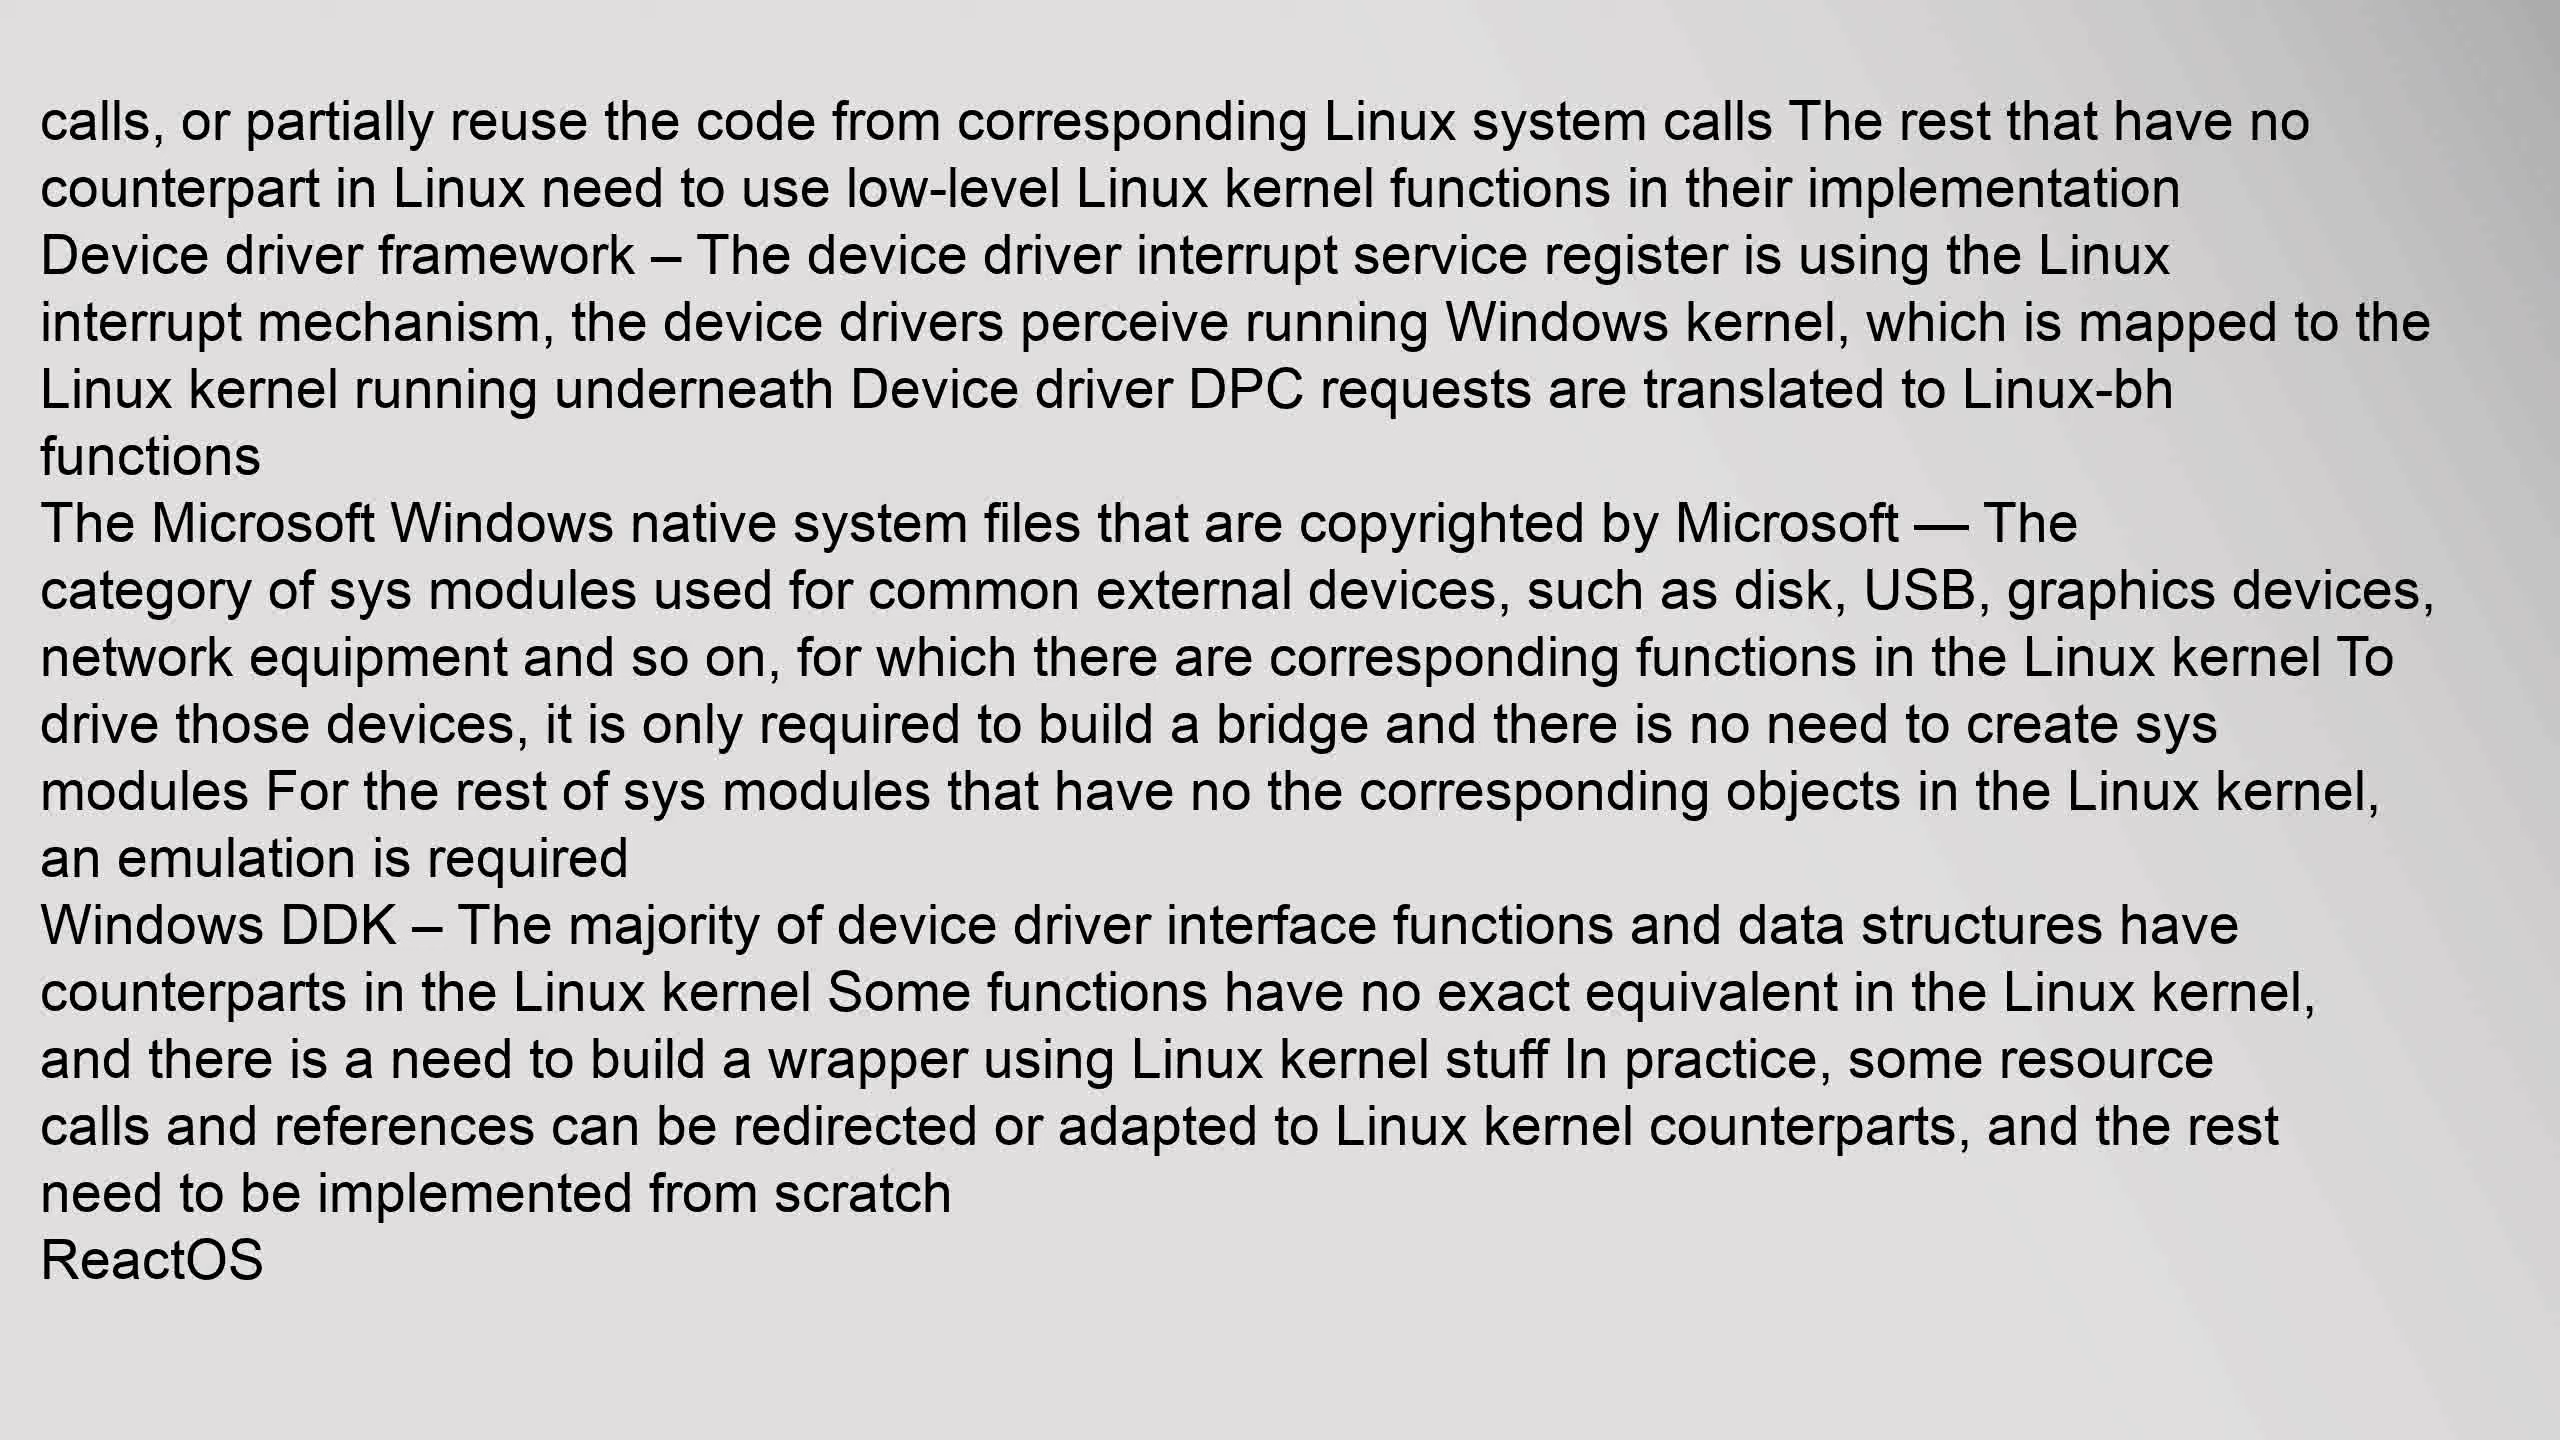 calls, or partially reuse the code from corresponding Linux system calls The rest that have no
counterpart in Linux need to use low-level Linux kernel functions in their implementation
Device driver framework – The device driver interrupt service register is using the Linux
interrupt mechanism, the device drivers perceive running Windows kernel, which is mapped to the
Linux kernel running underneath Device driver DPC requests are translated to Linux-bh
functions
The Microsoft Windows native system files that are copyrighted by Microsoft — The
category of sys modules used for common external devices, such as disk, USB, graphics devices,
network equipment and so on, for which there are corresponding functions in the Linux kernel To
drive those devices, it is only required to build a bridge and there is no need to create sys
modules For the rest of sys modules that have no the corresponding objects in the Linux kernel,
an emulation is required
Windows DDK – The majority of device driver interface functions and data structures have
counterparts in the Linux kernel Some functions have no exact equivalent in the Linux kernel,
and there is a need to build a wrapper using Linux kernel stuff In practice, some resource
calls and references can be redirected or adapted to Linux kernel counterparts, and the rest
need to be implemented from scratch
ReactOS